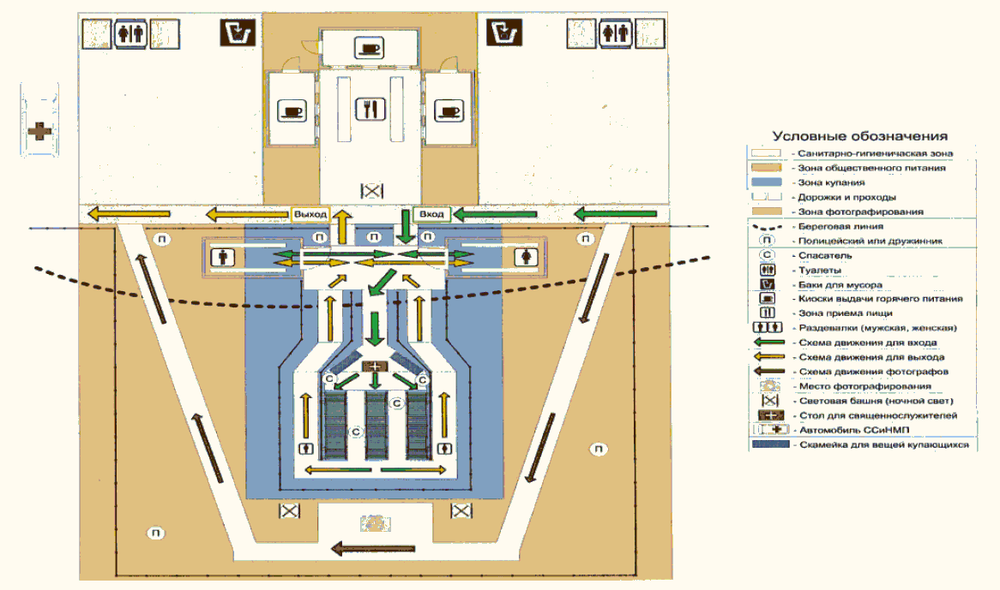 Выход
Вход
П
П
П
П
П
С
С
С
С
П
П
Условные обозначения
- Санитарно-гигиеническая зона
- Зона общественного питания
- Зона купания
- Дорожки и проходы
- Зона фотографирования
- Береговая линия
П - Полицейский или дружинник
С - Спасатель
- Туалеты
- Баки для мусора
- Киоски выдачи горячего питания
- Зона приема пищи
- Раздевалки (мужская, женская)
- Схема движения для входа
- Схема движения для выхода
- Схема движения фотографов
- Место фотографирования
- Световая башня (ночной свет)
- Стол для священнослужителей
- Автомобиль ССиНМП
- Скамейка для вещей купающихся